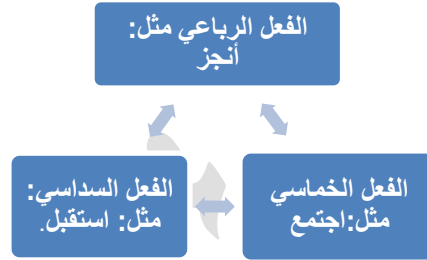 الفعل الرباعي مثل:
أنجز
الفعل الخماسي
مثل:اجتمع
الفعل السداسي:
مثل: استقبل.